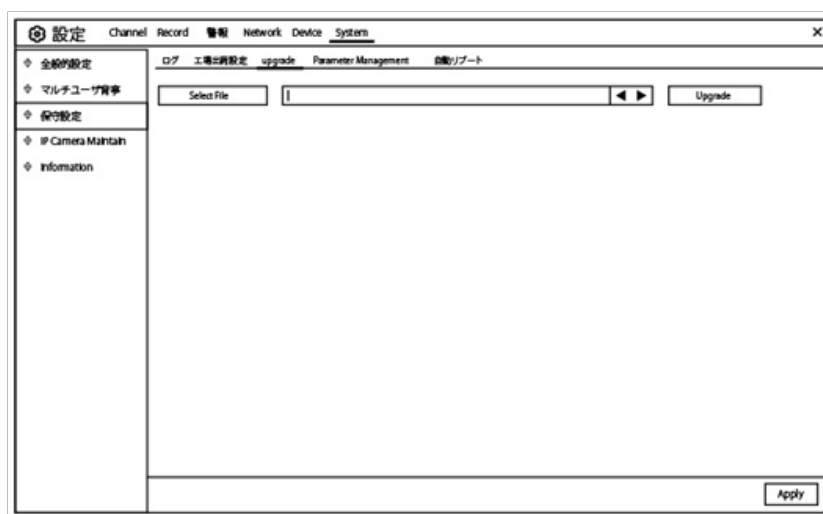 設定 Channel Record 警報 Network Device System X
全般的設定
マルチユーザ背事
保守設定
IP Camera Maintain
Information
ログ 工場出荷設定 upgrade Parameter Management 自動リブート
Select File Upgrade
Apply